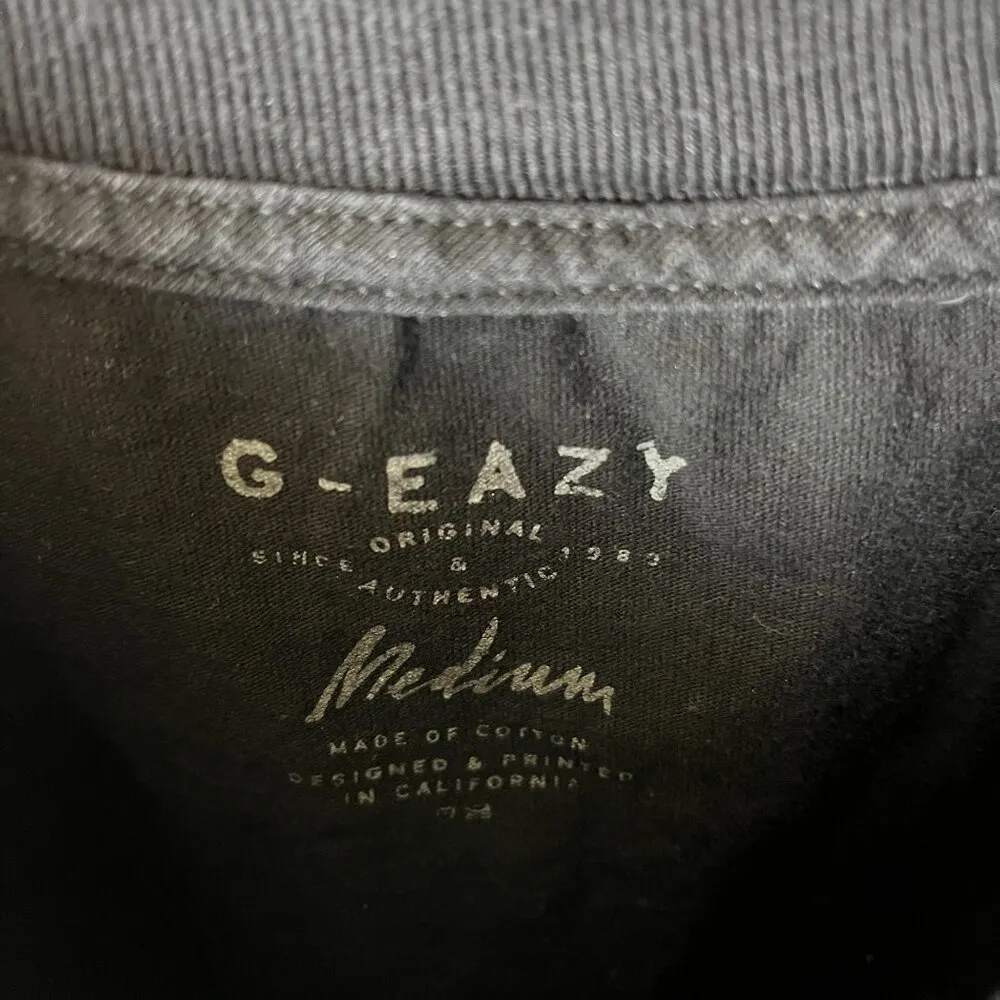 G-EAZY
ORIGINAL
SINCE & 1989
AUTHENTIC
Medium
MADE OF COTTON
DESIGNED & PRINTED
IN CALIFORNIA